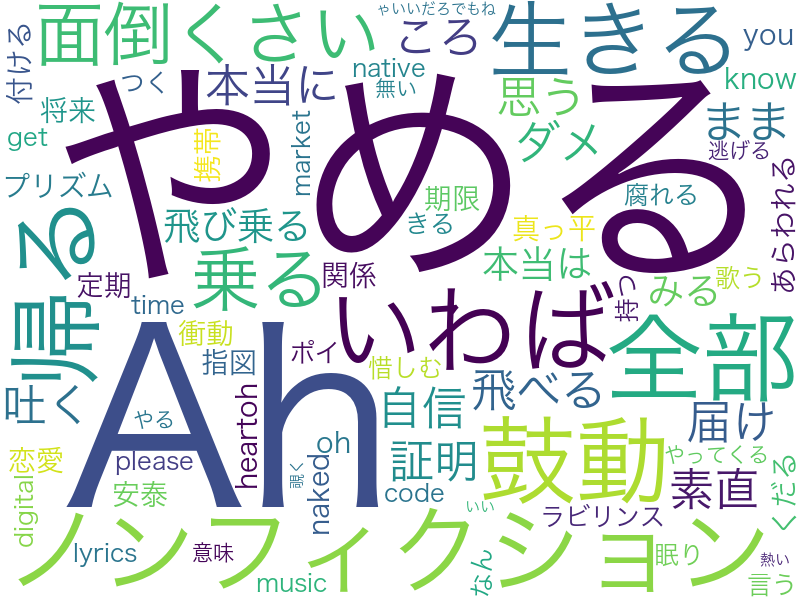 ゃいいだろでもね
面倒くさい
ころ
生きる
you
付ける
つく
本当に
native
無い
思う
know
将来
get
携帯
market
やめる
ダメ
まま
逃げる
プリズム
飛び乗る
期限
きる
真っ平
腐れる
あらわれる
帰る
定期
time
乗る
関係
本当は
みる
歌う
持つ
衝動
指図
ポイ
いわば
全部
惜しむ
吐く
Ah
heartoh
自信
飛べる
届け
やる
oh
証明
鼓動
やってくる
恋愛
please
覗く
naked
素直
くだる
digital
安泰
code
いい
ラビリンス
ノンフィクション
lyrics
意味
music
なん
眠り
熱い
言う